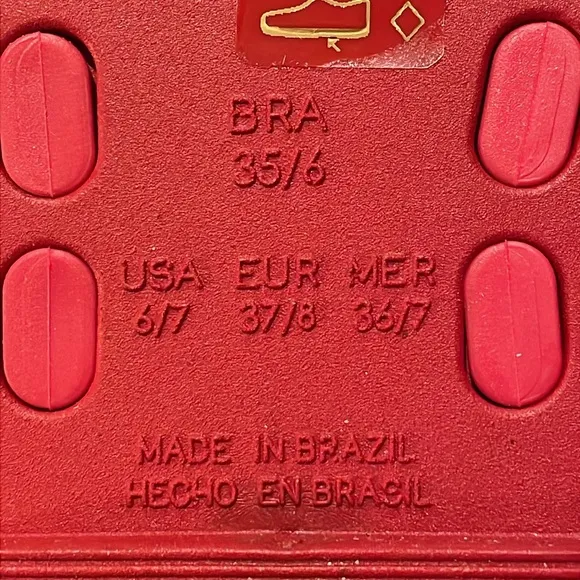 BRA
35/6
USA EUR MER
6/7 37/8 36/7
MADE IN BRAZIL
HECHO EN BRASIL